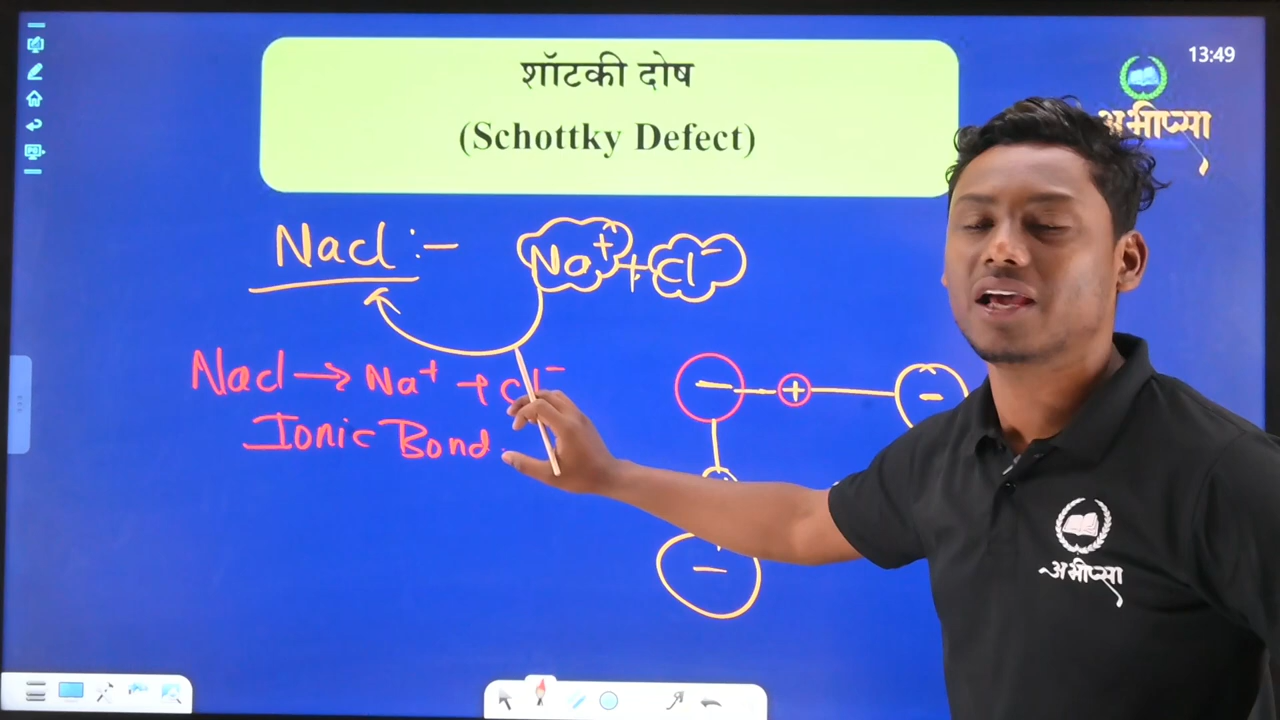 शॉटकी दोष
(Schottky Defect)
13:49
अभीप्सा
Nacl :– Na⁺ + cl⁻
Nacl → Na⁺ + cl⁻
Ionic Bond
– + –
–
अभीप्सा